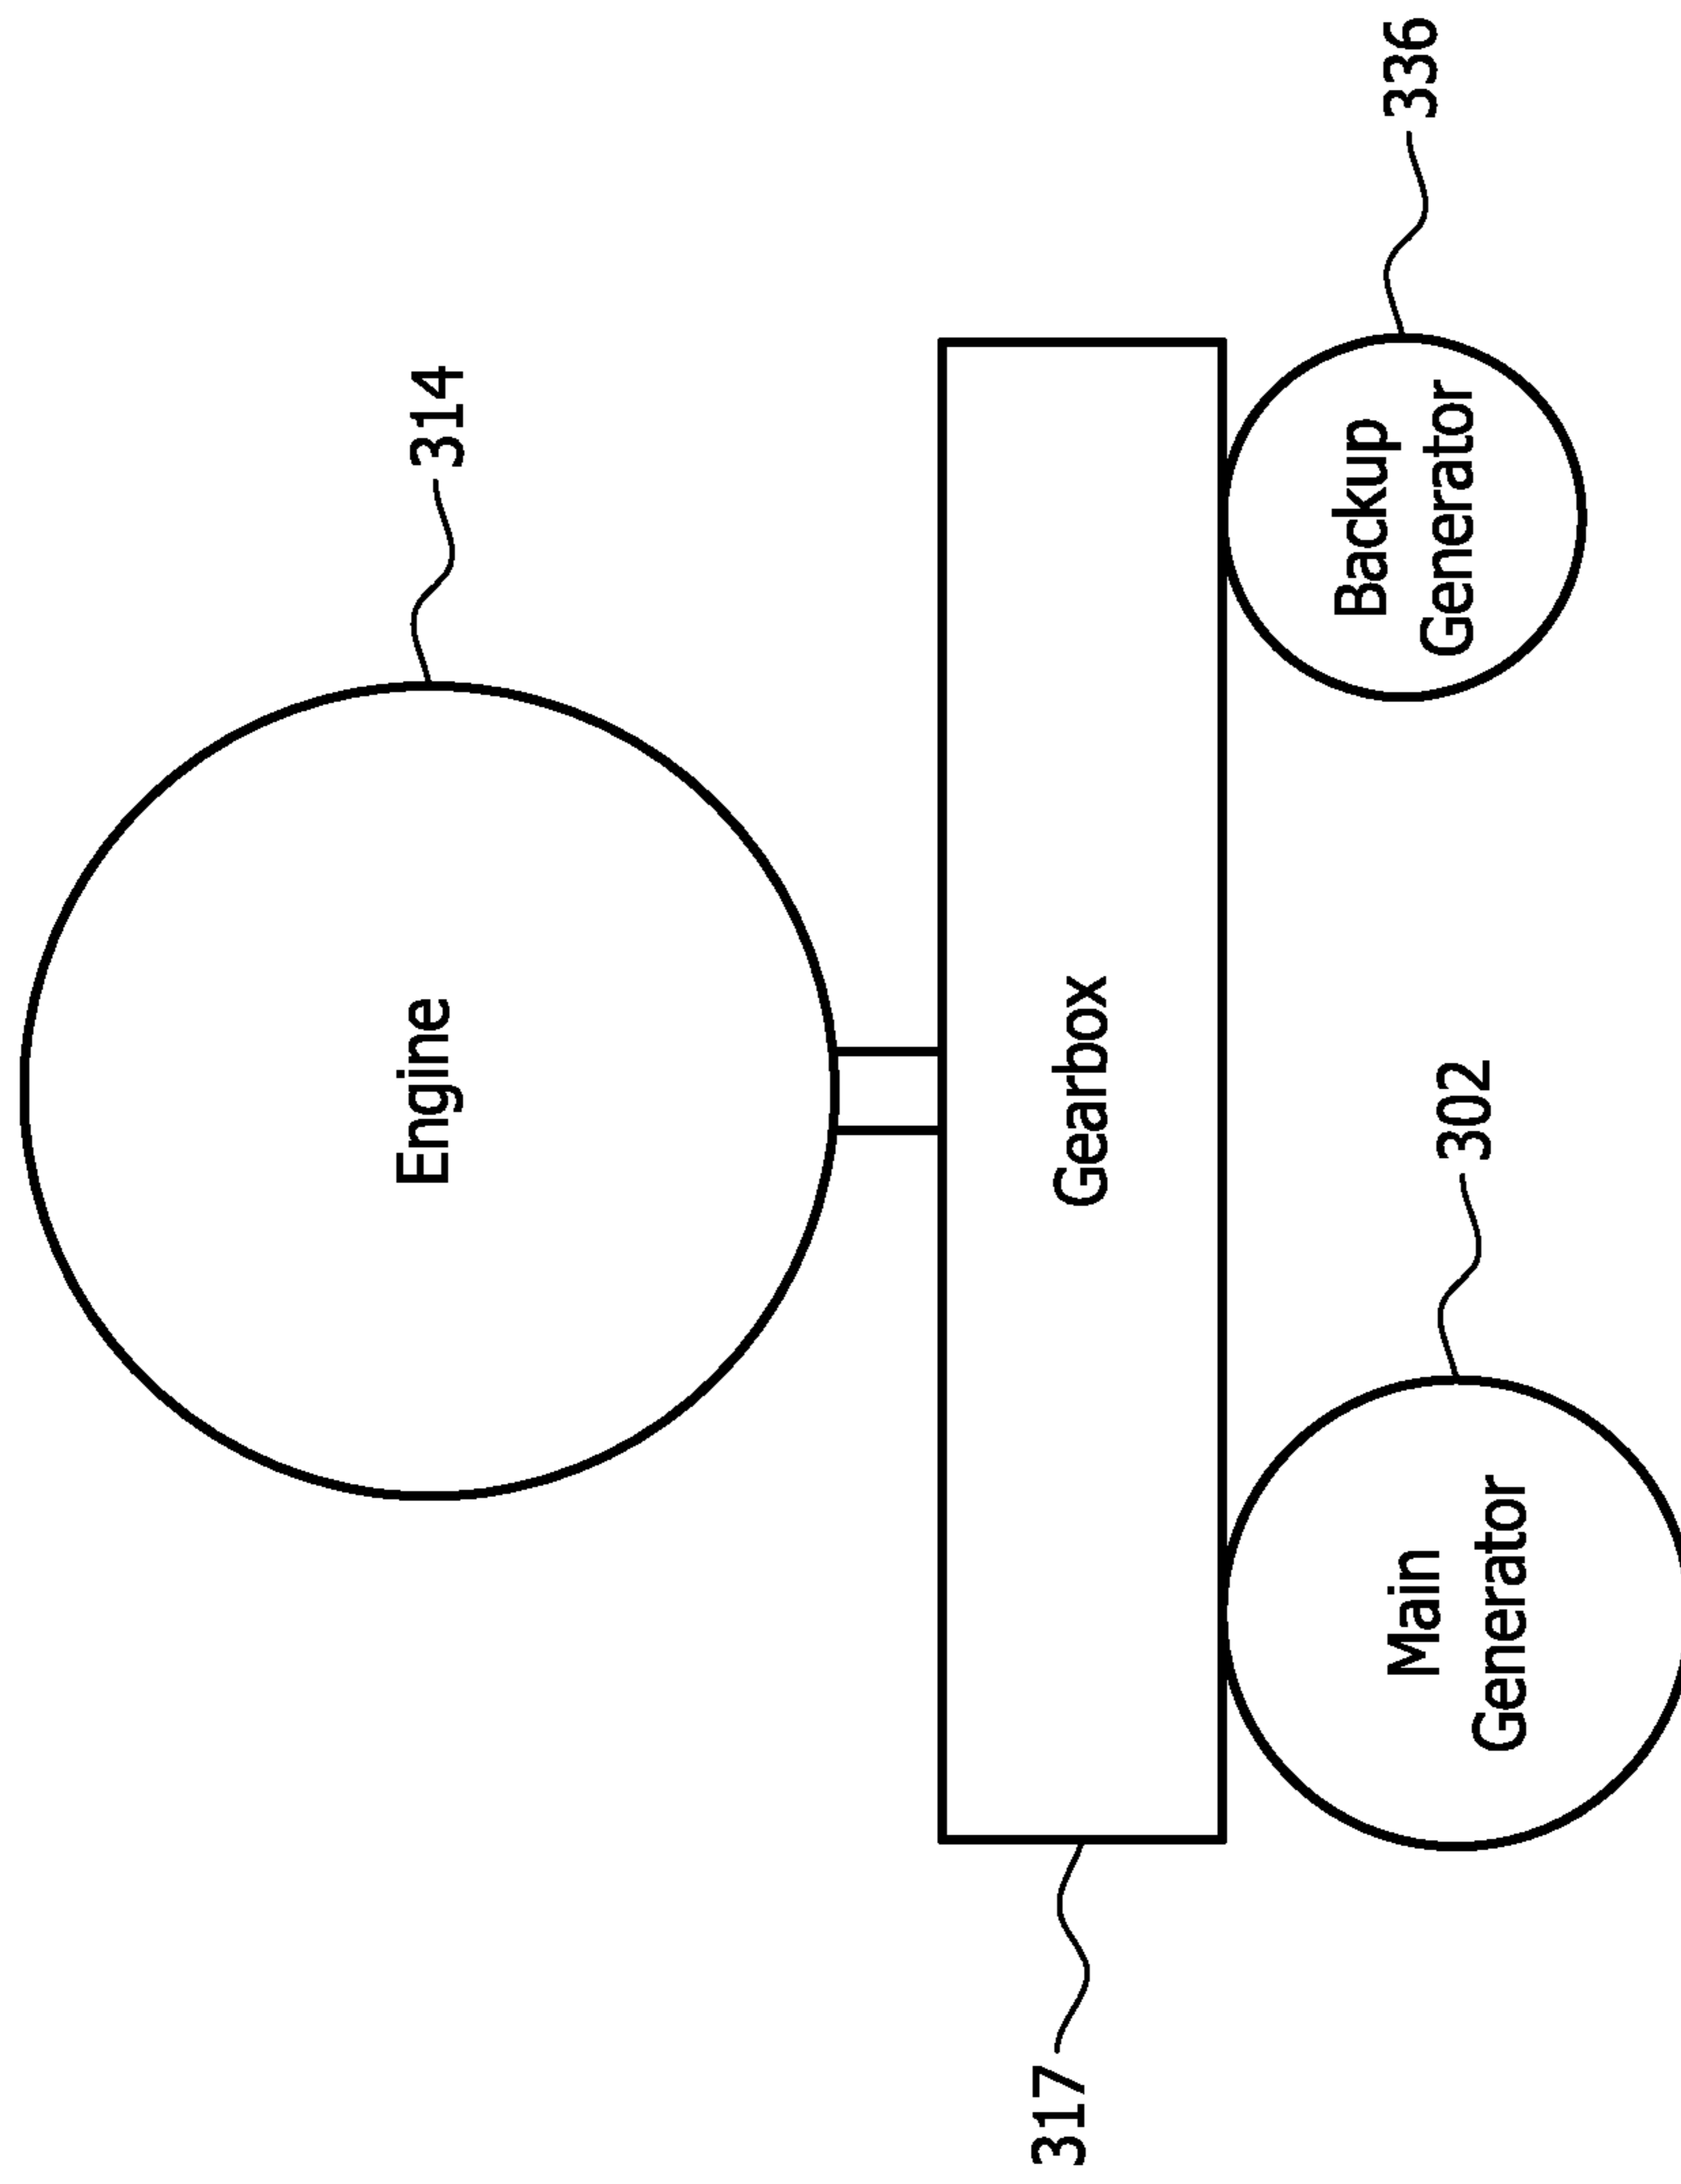 314
Engine
317
Gearbox
302
Main
Generator
336
Backup
Generator